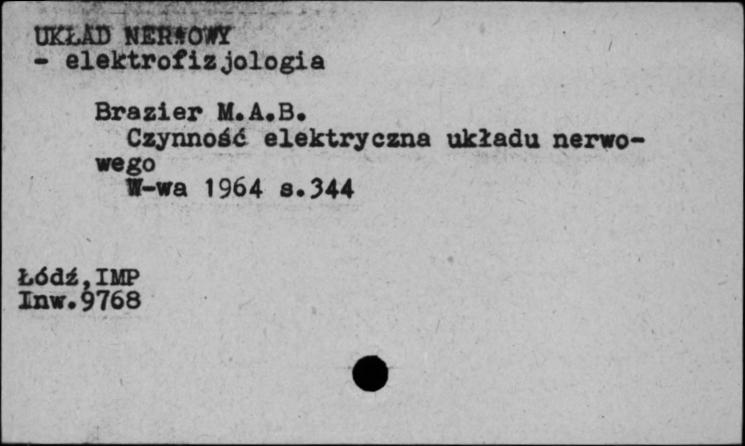 UKŁAD NERWOWY
- elektrofizjologia
Brazier M.A.B.
Czynność elektryczna układu nerwo-
wego
W-wa 1964 s.344
Łódź,IMP
Inw.9768